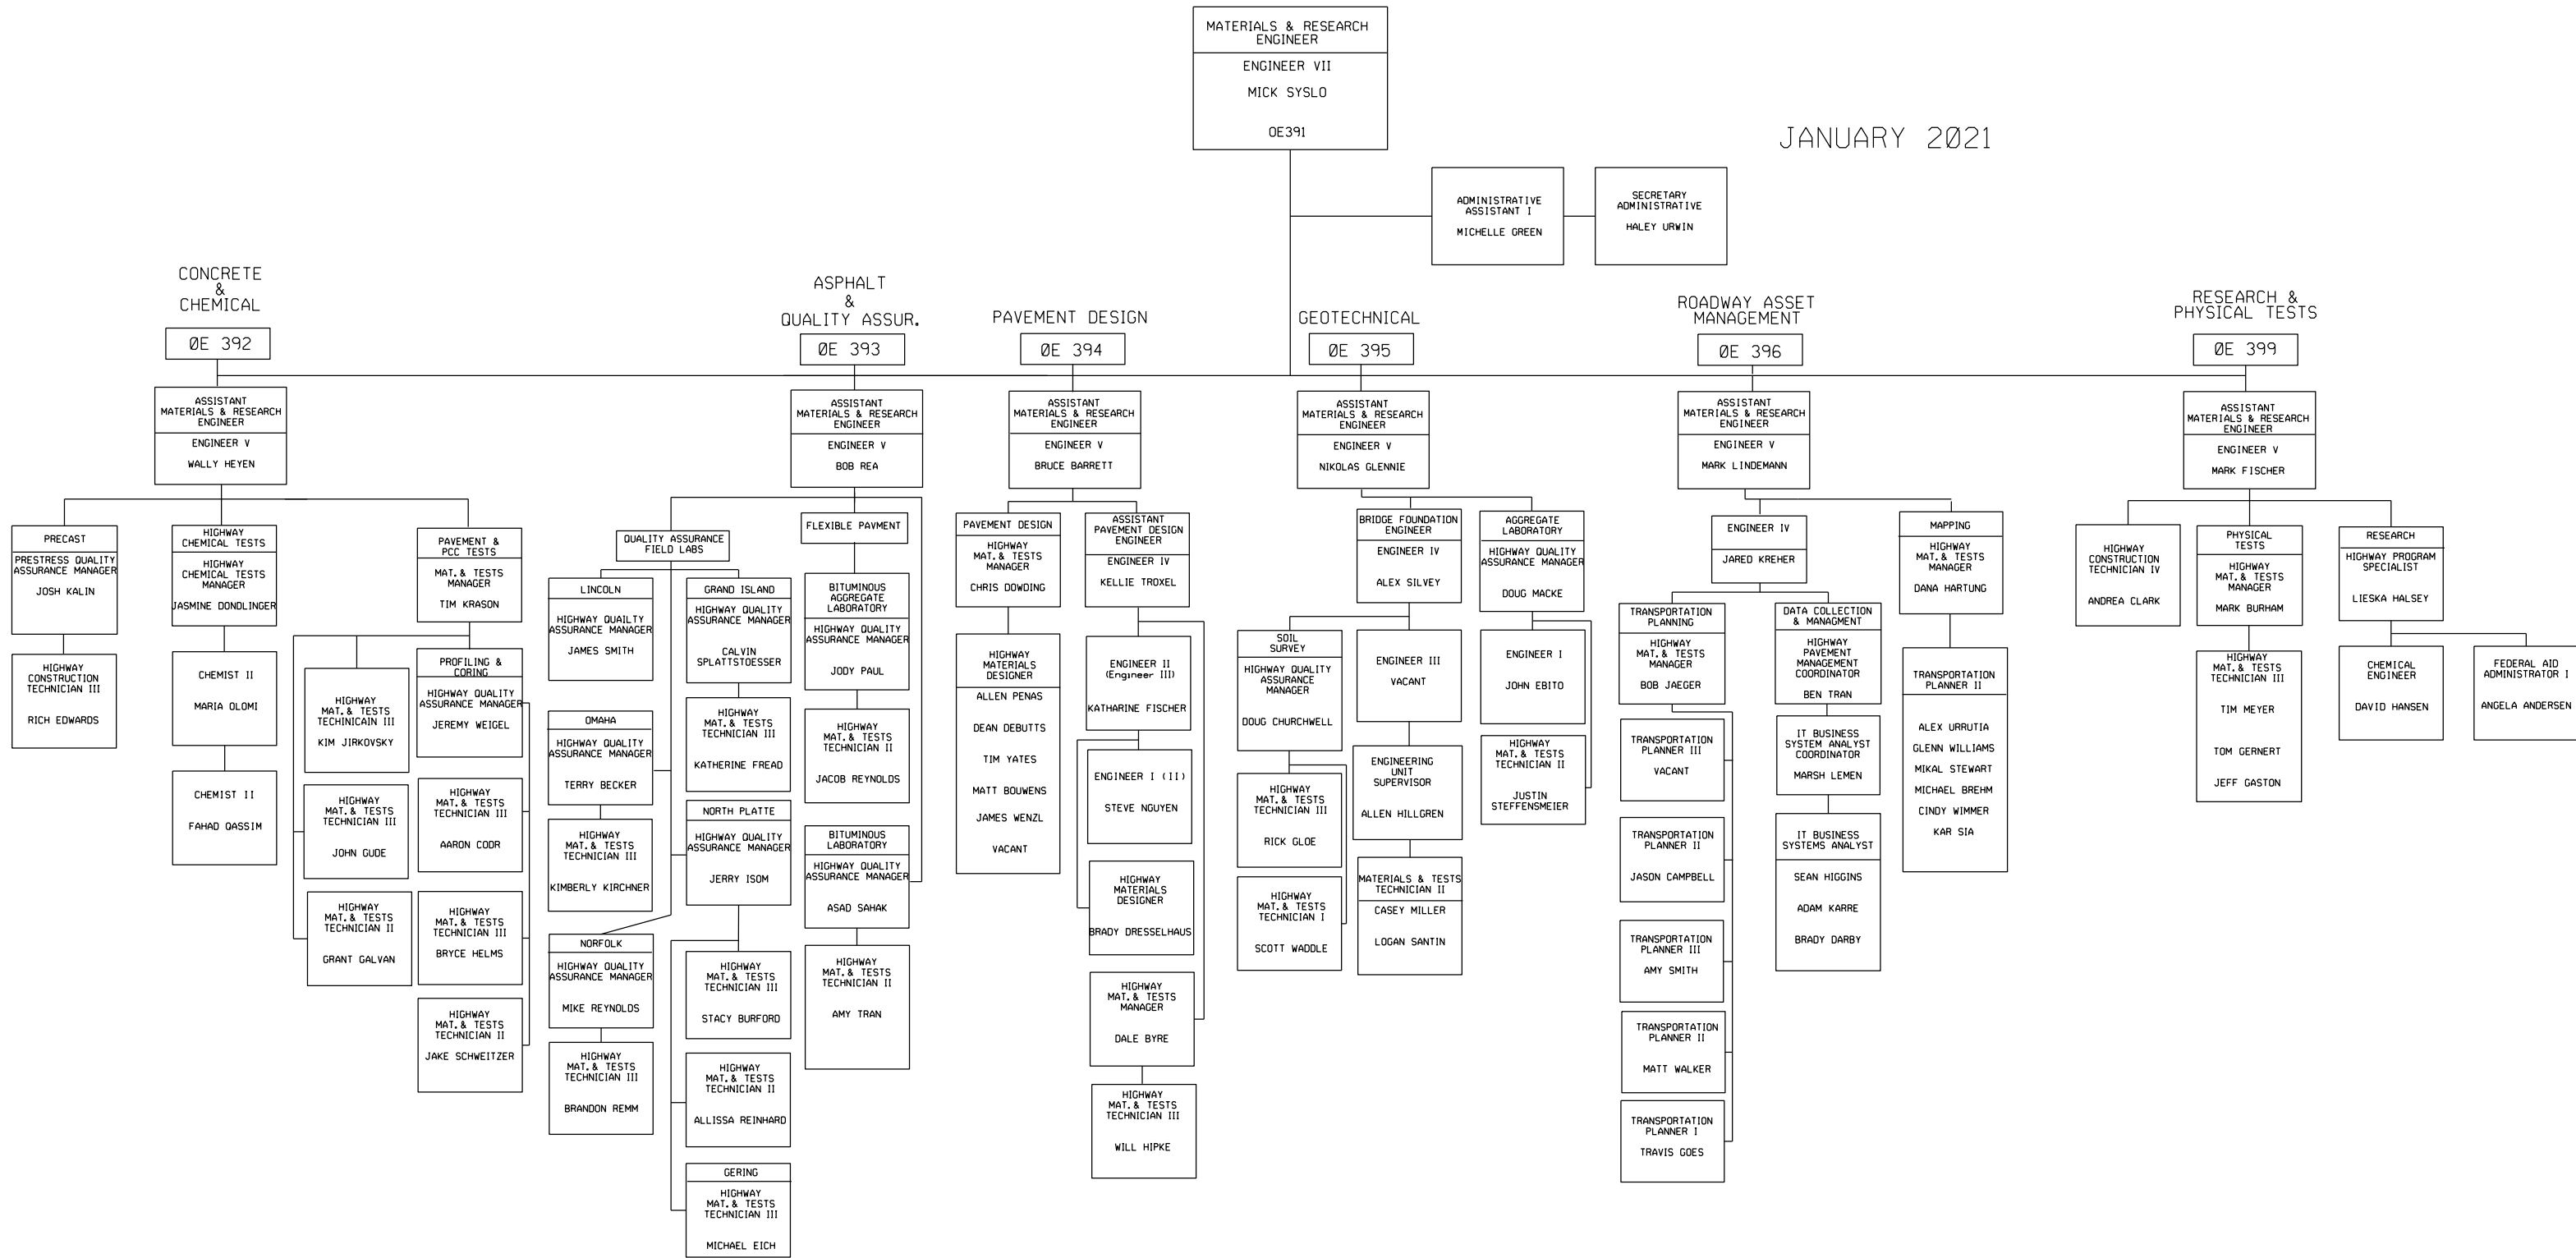 MATERIALS & RESEARCH
ENGINEER
ENGINEER VII
MICK SYSLO
OE391
JANUARY 2021
ADMINISTRATIVE
ASSISTANT I
MICHELLE GREEN
SECRETARY
ADMINISTRATIVE
HALEY URWIN
CONCRETE
&
CHEMICAL
ØE 392
ASSISTANT
MATERIALS & RESEARCH
ENGINEER
ENGINEER V
WALLY HEYEN
PRECAST
PRESTRESS QUALITY
ASSURANCE MANAGER
JOSH KALIN
HIGHWAY
CONSTRUCTION
TECHNICIAN III
RICH EDWARDS
HIGHWAY
CHEMICAL TESTS
HIGHWAY
CHEMICAL TESTS
MANAGER
JASMINE DONDLINGER
CHEMIST II
MARIA OLOMI
CHEMIST II
FAHAD QASSIM
PAVEMENT &
PCC TESTS
MAT. & TESTS
MANAGER
TIM KRASON
HIGHWAY
MAT. & TESTS
TECHINICAIN III
KIM JIRKOVSKY
HIGHWAY
MAT. & TESTS
TECHNICIAN III
JOHN GUDE
HIGHWAY
MAT. & TESTS
TECHNICIAN II
GRANT GALVAN
PROFILING &
CORING
HIGHWAY QUALITY
ASSURANCE MANAGER
JEREMY WEIGEL
HIGHWAY
MAT. & TESTS
TECHNICIAN III
AARON CODR
HIGHWAY
MAT. & TESTS
TECHNICIAN III
BRYCE HELMS
HIGHWAY
MAT. & TESTS
TECHNICIAN II
JAKE SCHWEITZER
ASPHALT
&
QUALITY ASSUR.
ØE 393
ASSISTANT
MATERIALS & RESEARCH
ENGINEER
ENGINEER V
BOB REA
QUALITY ASSURANCE
FIELD LABS
LINCOLN
HIGHWAY QUAILTY
ASSURANCE MANAGER
JAMES SMITH
OMAHA
HIGHWAY QUALITY
ASSURANCE MANAGER
TERRY BECKER
HIGHWAY
MAT. & TESTS
TECHNICIAN III
KIMBERLY KIRCHNER
NORFOLK
HIGHWAY QUALITY
ASSURANCE MANAGER
MIKE REYNOLDS
HIGHWAY
MAT. & TESTS
TECHNICIAN III
BRANDON REMM
GRAND ISLAND
HIGHWAY QUALITY
ASSURANCE MANAGER
CALVIN
SPLATTSTOESSER
HIGHWAY
MAT. & TESTS
TECHNICIAN III
KATHERINE FREAD
NORTH PLATTE
HIGHWAY QUALITY
ASSURANCE MANAGER
JERRY ISOM
HIGHWAY
MAT. & TESTS
TECHNICIAN III
STACY BURFORD
HIGHWAY
MAT. & TESTS
TECHNICIAN II
ALLISSA REINHARD
GERING
HIGHWAY
MAT. & TESTS
TECHNICIAN III
MICHAEL EICH
FLEXIBLE PAVMENT
BITUMINOUS
AGGREGATE
LABORATORY
HIGHWAY QUALITY
ASSURANCE MANAGER
JODY PAUL
HIGHWAY
MAT. & TESTS
TECHNICIAN II
JACOB REYNOLDS
BITUMINOUS
LABORATORY
HIGHWAY QUALITY
ASSURANCE MANAGER
ASAD SAHAK
HIGHWAY
MAT. & TESTS
TECHNICIAN II
AMY TRAN
PAVEMENT DESIGN
ØE 394
ASSISTANT
MATERIALS & RESEARCH
ENGINEER
ENGINEER V
BRUCE BARRETT
PAVEMENT DESIGN
HIGHWAY
MAT. & TESTS
MANAGER
CHRIS DOWDING
HIGHWAY
MATERIALS
DESIGNER
ALLEN PENAS
DEAN DEBUTTS
TIM YATES
MATT BOUWENS
JAMES WENZL
VACANT
ASSISTANT
PAVEMENT DESIGN
ENGINEER
ENGINEER IV
KELLIE TROXEL
ENGINEER II
(Engineer III)
KATHARINE FISCHER
ENGINEER I (II)
STEVE NGUYEN
HIGHWAY
MATERIALS
DESIGNER
BRADY DRESSELHAUS
HIGHWAY
MAT. & TESTS
MANAGER
DALE BYRE
HIGHWAY
MAT. & TESTS
TECHNICIAN III
WILL HIPKE
GEOTECHNICAL
ØE 395
ASSISTANT
MATERIALS & RESEARCH
ENGINEER
ENGINEER V
NIKOLAS GLENNIE
BRIDGE FOUNDATION
ENGINEER
ENGINEER IV
ALEX SILVEY
SOIL
SURVEY
HIGHWAY QUALITY
ASSURANCE
MANAGER
DOUG CHURCHWELL
HIGHWAY
MAT. & TESTS
TECHNICIAN III
RICK GLOE
HIGHWAY
MAT. & TESTS
TECHNICIAN I
SCOTT WADDLE
ENGINEER III
VACANT
ENGINEERING
UNIT
SUPERVISOR
ALLEN HILLGREN
MATERIALS & TESTS
TECHNICIAN II
CASEY MILLER
LOGAN SANTIN
AGGREGATE
LABORATORY
HIGHWAY QUALITY
ASSURANCE MANAGER
DOUG MACKE
ENGINEER I
JOHN EBITO
HIGHWAY
MAT. & TESTS
TECHNICIAN II
JUSTIN
STEFFENSMEIER
ROADWAY ASSET
MANAGEMENT
ØE 396
ASSISTANT
MATERIALS & RESEARCH
ENGINEER
ENGINEER V
MARK LINDEMANN
ENGINEER IV
JARED KREHER
TRANSPORTATION
PLANNING
HIGHWAY
MAT. & TESTS
MANAGER
BOB JAEGER
TRANSPORTATION
PLANNER III
VACANT
TRANSPORTATION
PLANNER II
JASON CAMPBELL
TRANSPORTATION
PLANNER III
AMY SMITH
TRANSPORTATION
PLANNER II
MATT WALKER
TRANSPORTATION
PLANNER I
TRAVIS GOES
DATA COLLECTION
& MANAGMENT
HIGHWAY
PAVEMENT
MANAGEMENT
COORDINATOR
BEN TRAN
IT BUSINESS
SYSTEM ANALYST
COORDINATOR
MARSH LEMEN
IT BUSINESS
SYSTEMS ANALYST
SEAN HIGGINS
ADAM KARRE
BRADY DARBY
MAPPING
HIGHWAY
MAT. & TESTS
MANAGER
DANA HARTUNG
TRANSPORTATION
PLANNER II
ALEX URRUTIA
GLENN WILLIAMS
MIKAL STEWART
MICHAEL BREHM
CINDY WIMMER
KAR SIA
RESEARCH &
PHYSICAL TESTS
ØE 399
ASSISTANT
MATERIALS & RESEARCH
ENGINEER
ENGINEER V
MARK FISCHER
HIGHWAY
CONSTRUCTION
TECHNICIAN IV
ANDREA CLARK
PHYSICAL
TESTS
HIGHWAY
MAT. & TESTS
MANAGER
MARK BURHAM
HIGHWAY
MAT. & TESTS
TECHNICIAN III
TIM MEYER
TOM GERNERT
JEFF GASTON
RESEARCH
HIGHWAY PROGRAM
SPECIALIST
LIESKA HALSEY
CHEMICAL
ENGINEER
DAVID HANSEN
FEDERAL AID
ADMINISTRATOR I
ANGELA ANDERSEN